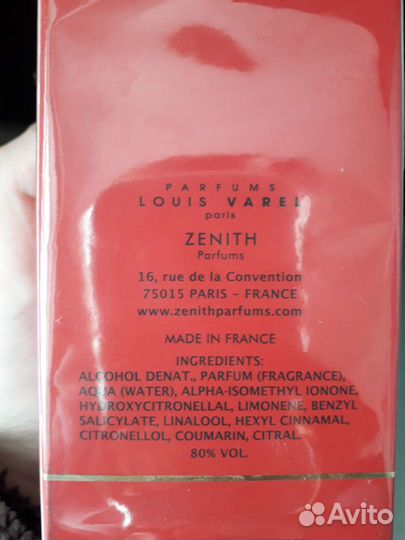 PARFUMS
LOUIS VAREL
paris
ZENITH
Parfums
16, rue de la Convention
75015 PARIS – FRANCE
www.zenithparfums.com
MADE IN FRANCE
INGREDIENTS:
ALCOHOL DENAT., PARFUM (FRAGRANCE),
AQUA (WATER), ALPHA-ISOMETHYL IONONE,
HYDROXYCITRONELLAL, LIMONENE, BENZYL
SALICYLATE, LINALOOL, HEXYL CINNAMAL,
CITRONELLOL, COUMARIN, CITRAL.
80% VOL.
Avito